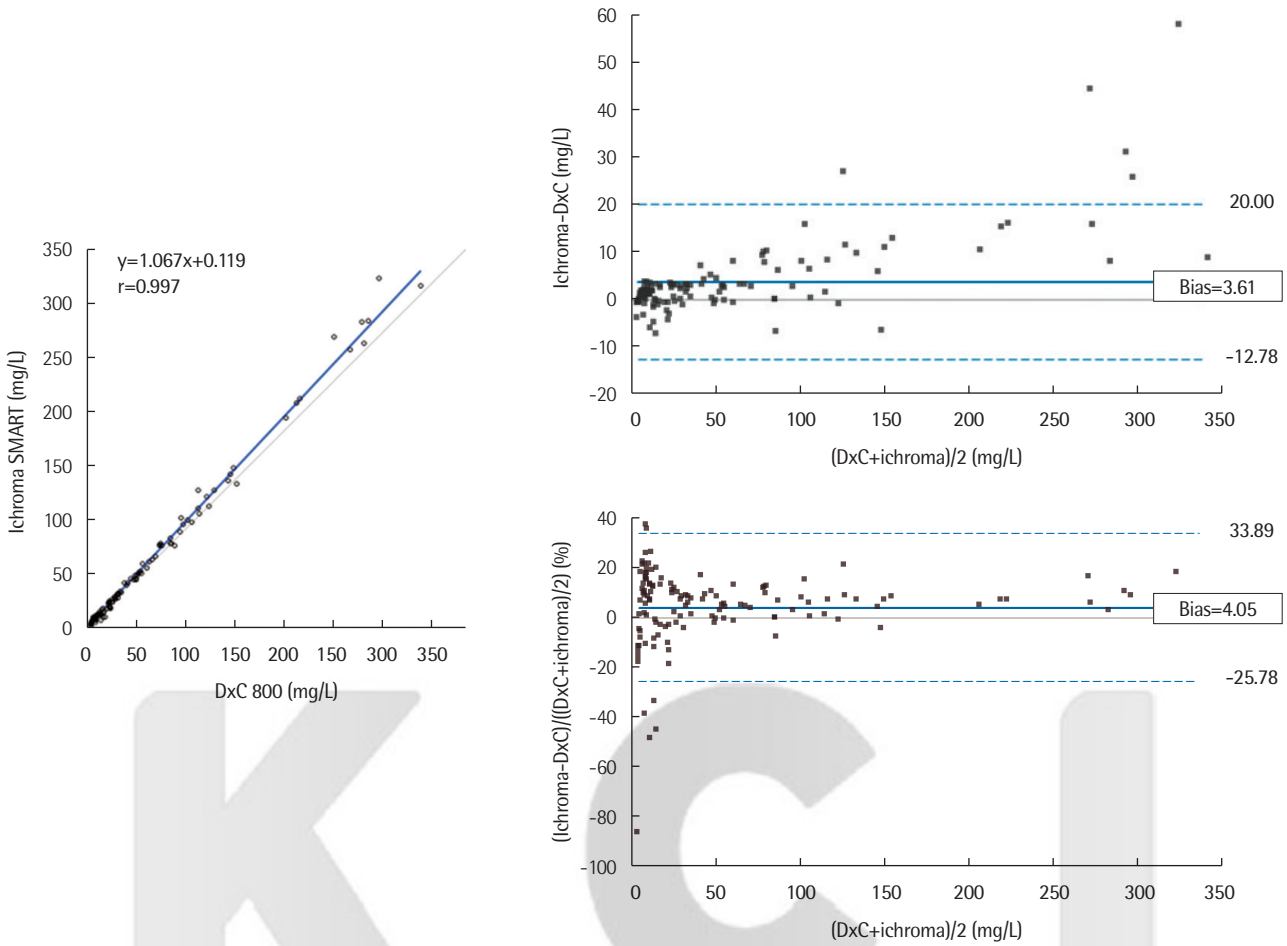 350
300
250
200
150
100
50
0
Ichroma SMART (mg/L)
y=1.067x+0.119
r=0.997
0 100 150 150 200 250 300 350
DxC 800 (mg/L)
60
50
40
30
20
10
0
-10
-20
Ichroma-DxC (mg/L)
20.00
Bias=3.61
-12.78
0 50 100 150 200 250 300 350
(DxC+ichroma)/2 (mg/L)
40
20
0
-20
-40
-60
-80
-100
(Ichroma-DxC)/((DxC+ichroma)/2) (%)
33.89
Bias=4.05
-25.78
0 50 100 150 200 250 300 350
(DxC+ichroma)/2 (mg/L)
KCI